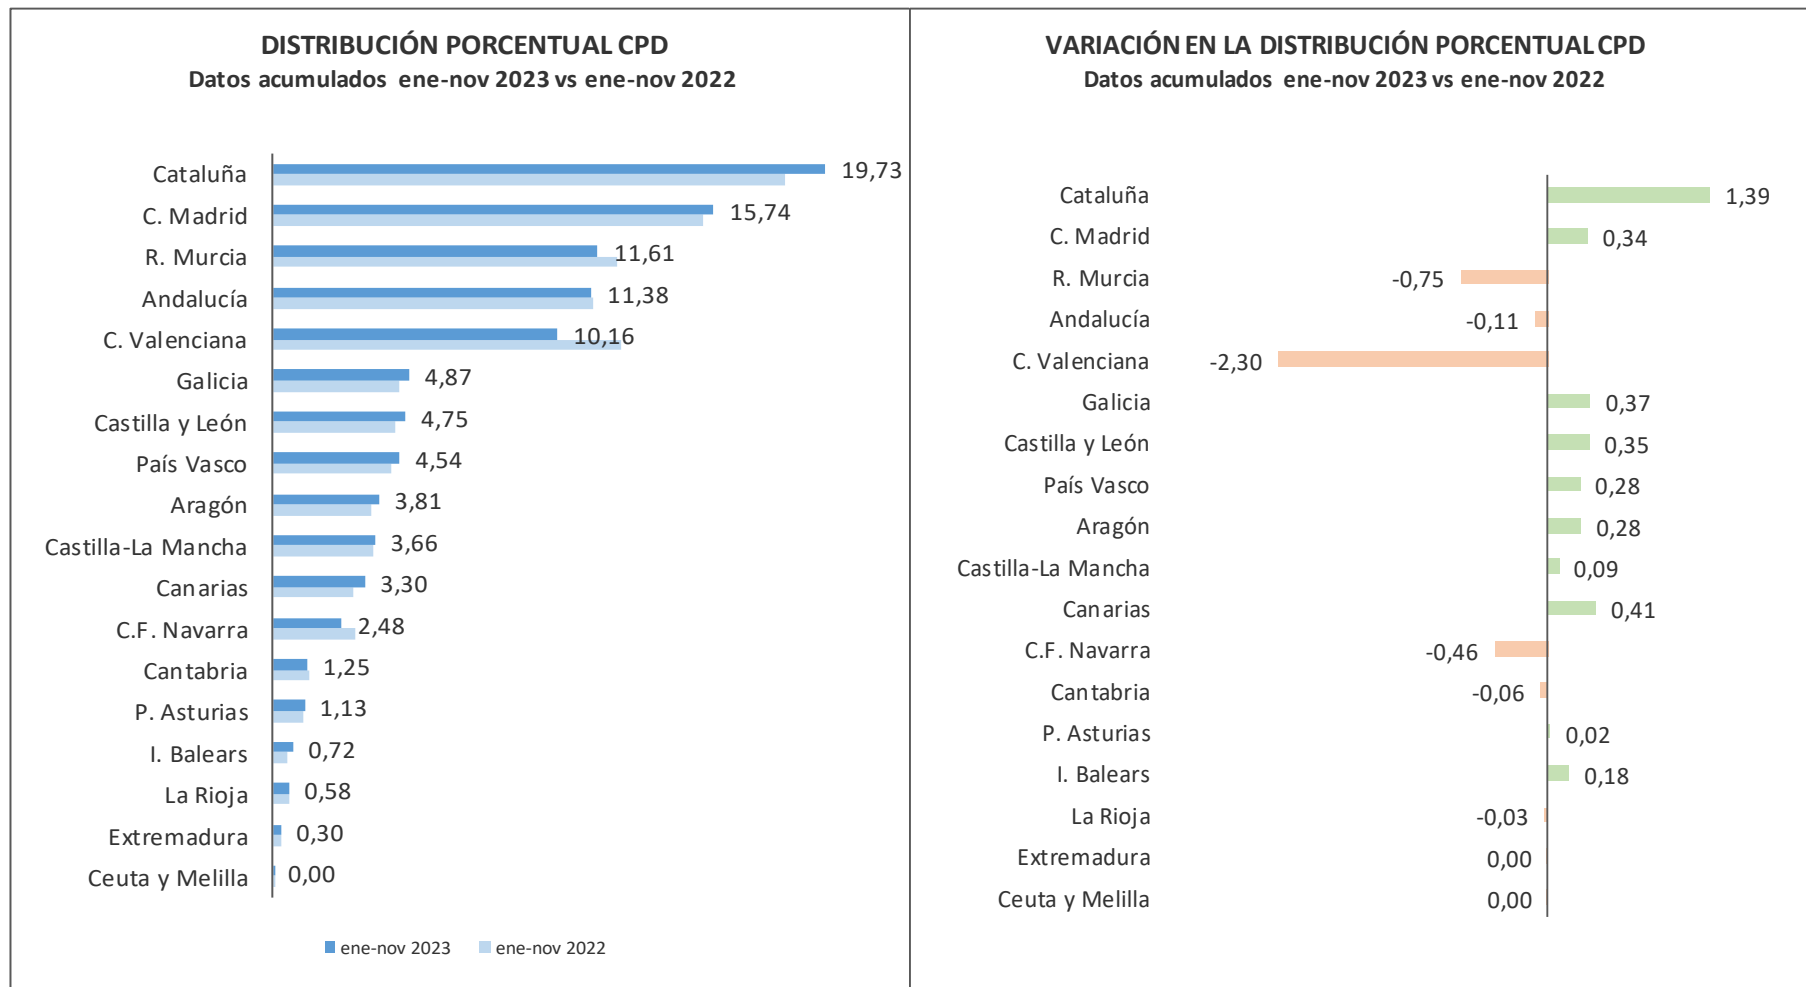 DISTRIBUCIÓN PORCENTUAL CPD
Datos acumulados ene-nov 2023 vs ene-nov 2022
Cataluña 19,73
C. Madrid 15,74
R. Murcia 11,61
Andalucía 11,38
C. Valenciana 10,16
Galicia 4,87
Castilla y León 4,75
País Vasco 4,54
Aragón 3,81
Castilla-La Mancha 3,66
Canarias 3,30
C.F. Navarra 2,48
Cantabria 1,25
P. Asturias 1,13
I. Balears 0,72
La Rioja 0,58
Extremadura 0,30
Ceuta y Melilla 0,00
ene-nov 2023 ene-nov 2022
VARIACIÓN EN LA DISTRIBUCIÓN PORCENTUAL CPD
Datos acumulados ene-nov 2023 vs ene-nov 2022
Cataluña 1,39
C. Madrid 0,34
R. Murcia -0,75
Andalucía -0,11
C. Valenciana -2,30
Galicia 0,37
Castilla y León 0,35
País Vasco 0,28
Aragón 0,28
Castilla-La Mancha 0,09
Canarias 0,41
C.F. Navarra -0,46
Cantabria -0,06
P. Asturias 0,02
I. Balears 0,18
La Rioja -0,03
Extremadura 0,00
Ceuta y Melilla 0,00